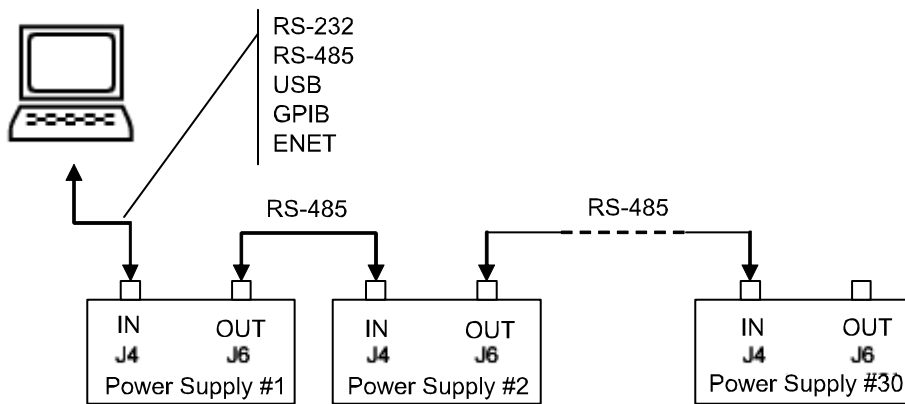 RS-232
RS-485
USB
GPIB
ENET
RS-485
RS-485
IN OUT
J4 J6
Power Supply #1
IN OUT
J4 J6
Power Supply #2
IN OUT
J4 J6
Power Supply #30